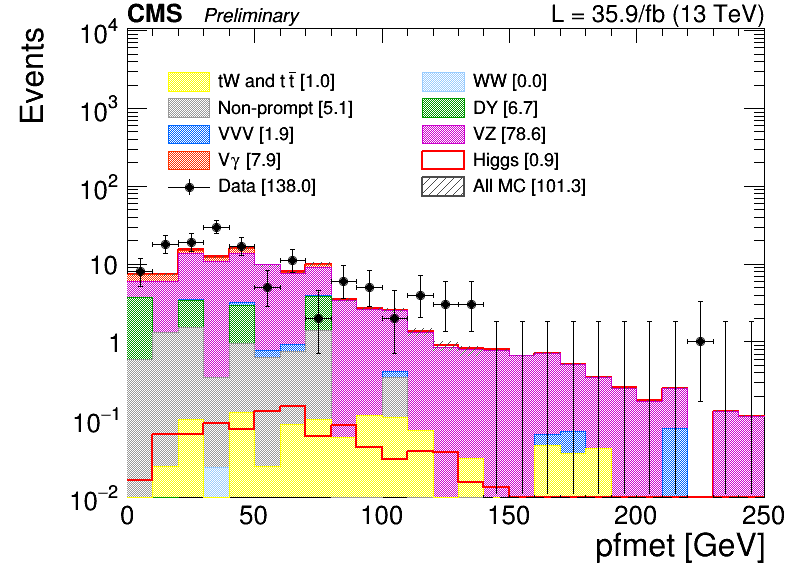 CMS Preliminary L = 35.9/fb (13 TeV)
Events
10⁴
10³
10²
10
1
10⁻¹
10⁻²
tW and t t̅ [1.0] WW [0.0]
Non-prompt [5.1] DY [6.7]
VVV [1.9] VZ [78.6]
Vγ [7.9] Higgs [0.9]
Data [138.0] All MC [101.3]
0 50 100 150 200 250
pfmet [GeV]